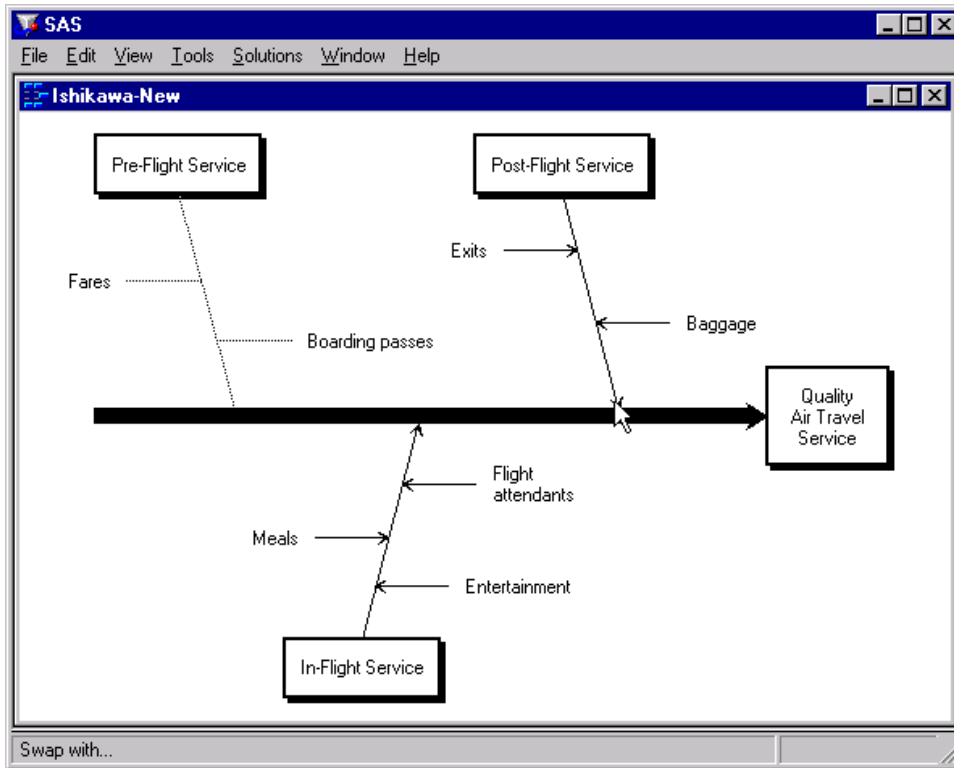 SAS
File Edit View Tools Solutions Window Help
Ishikawa-New
Pre-Flight Service
Post-Flight Service
Exits
Fares
Baggage
Boarding passes
Quality
Air Travel
Service
Flight
attendants
Meals
Entertainment
In-Flight Service
Swap with...